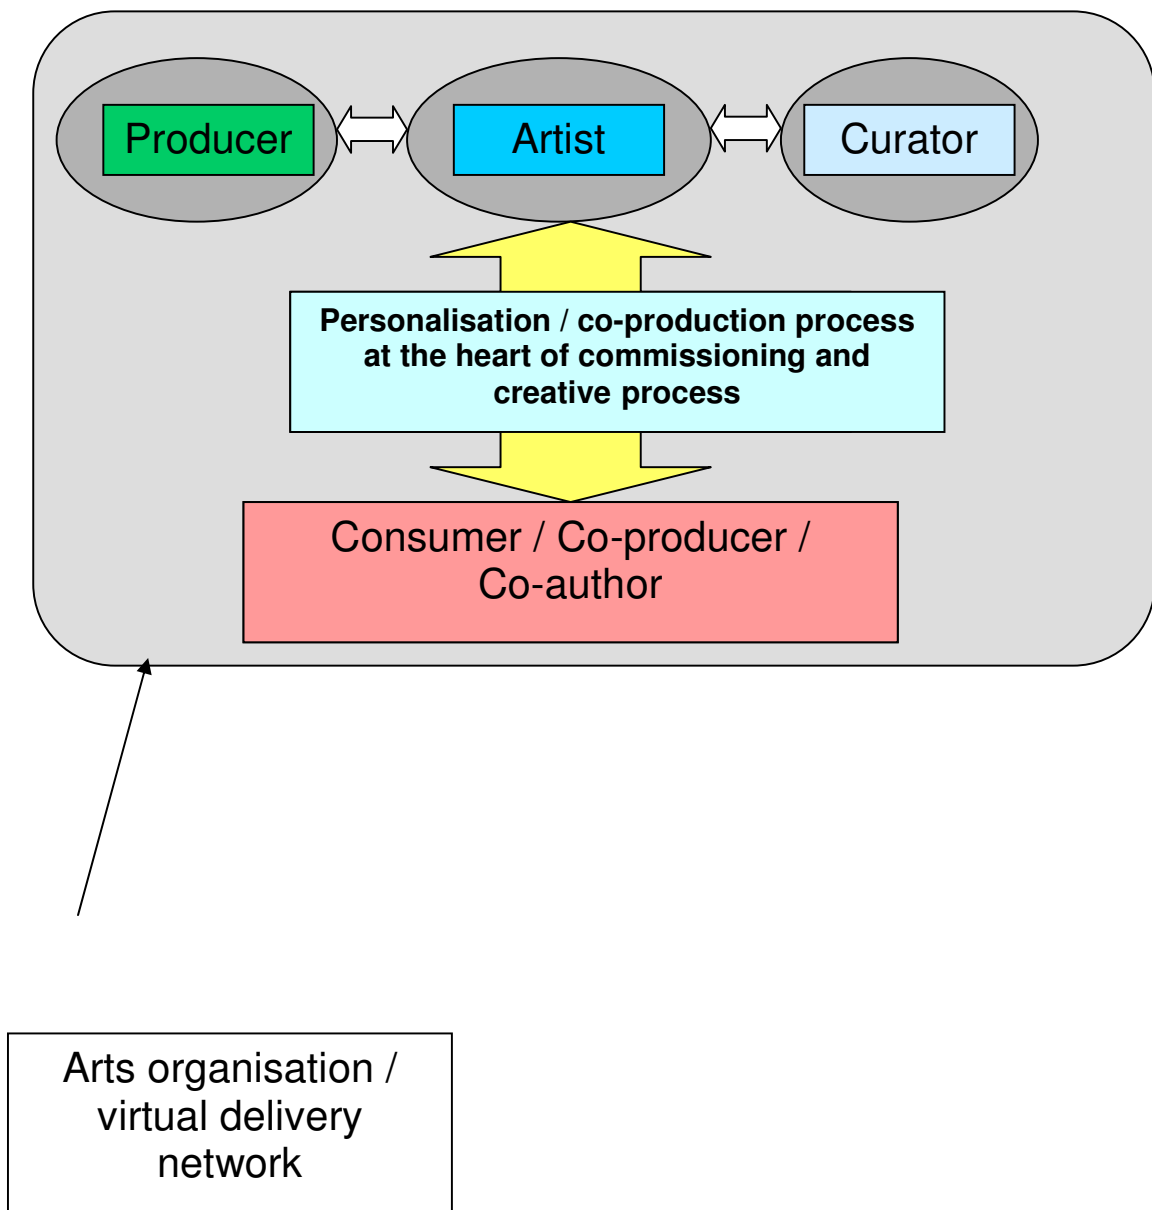 Producer
Artist
Curator
Personalisation / co-production process
at the heart of commissioning and
creative process
Consumer / Co-producer /
Co-author
Arts organisation /
virtual delivery
network